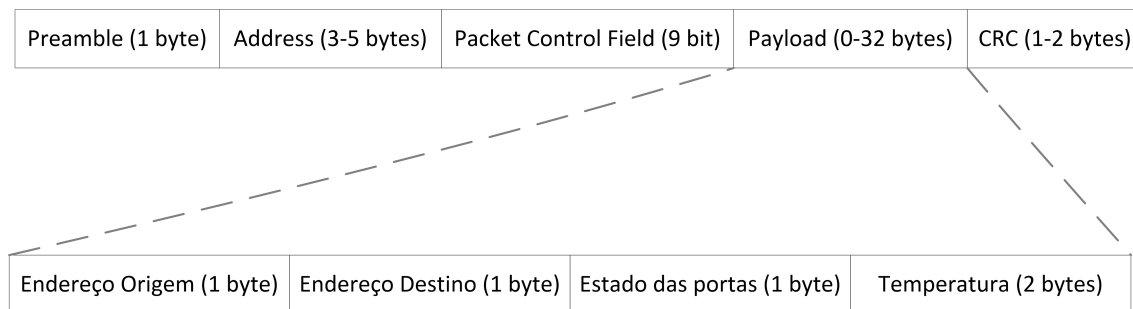 Preamble (1 byte) Address (3-5 bytes) Packet Control Field (9 bit) Payload (0-32 bytes) CRC (1-2 bytes)
Endereço Origem (1 byte) Endereço Destino (1 byte) Estado das portas (1 byte) Temperatura (2 bytes)